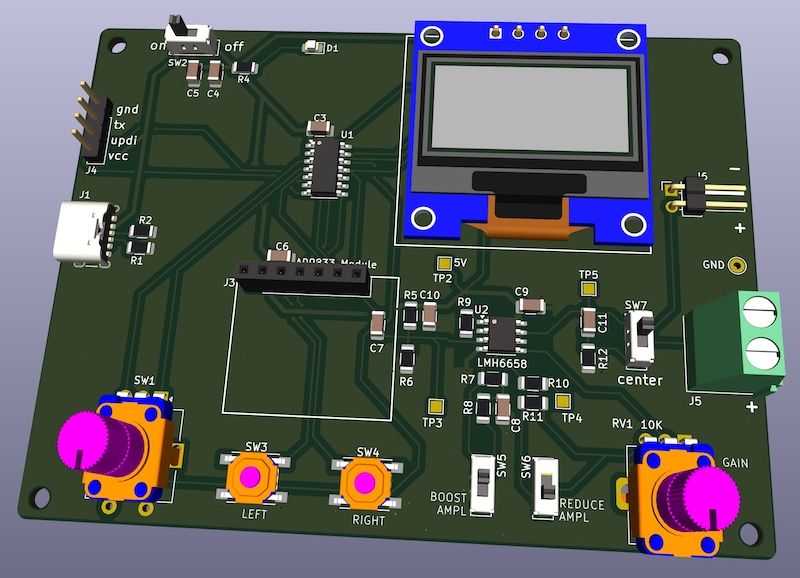 on
off
SW2
D1
C5
C4
R4
gnd
tx
updi
vcc
J4
C3
U1
J6
-
+
J1
R2
R1
GND
C6
AD9833 Module
J3
5V
TP2
TP5
R5
C10
R9
U2
C9
C11
SW7
C7
R6
LMH6658
R12
center
R7
R10
J5
+
SW1
R8
C8
R11
TP4
TP3
RV1 10K
SW3
SW4
SW5
SW6
GAIN
LEFT
RIGHT
BOOST
AMPL
REDUCE
AMPL